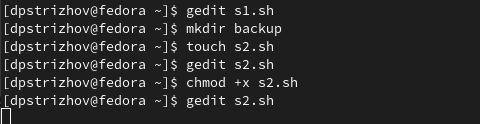 [dpstrizhov@fedora ~]$ gedit s1.sh
[dpstrizhov@fedora ~]$ mkdir backup
[dpstrizhov@fedora ~]$ touch s2.sh
[dpstrizhov@fedora ~]$ gedit s2.sh
[dpstrizhov@fedora ~]$ chmod +x s2.sh
[dpstrizhov@fedora ~]$ gedit s2.sh